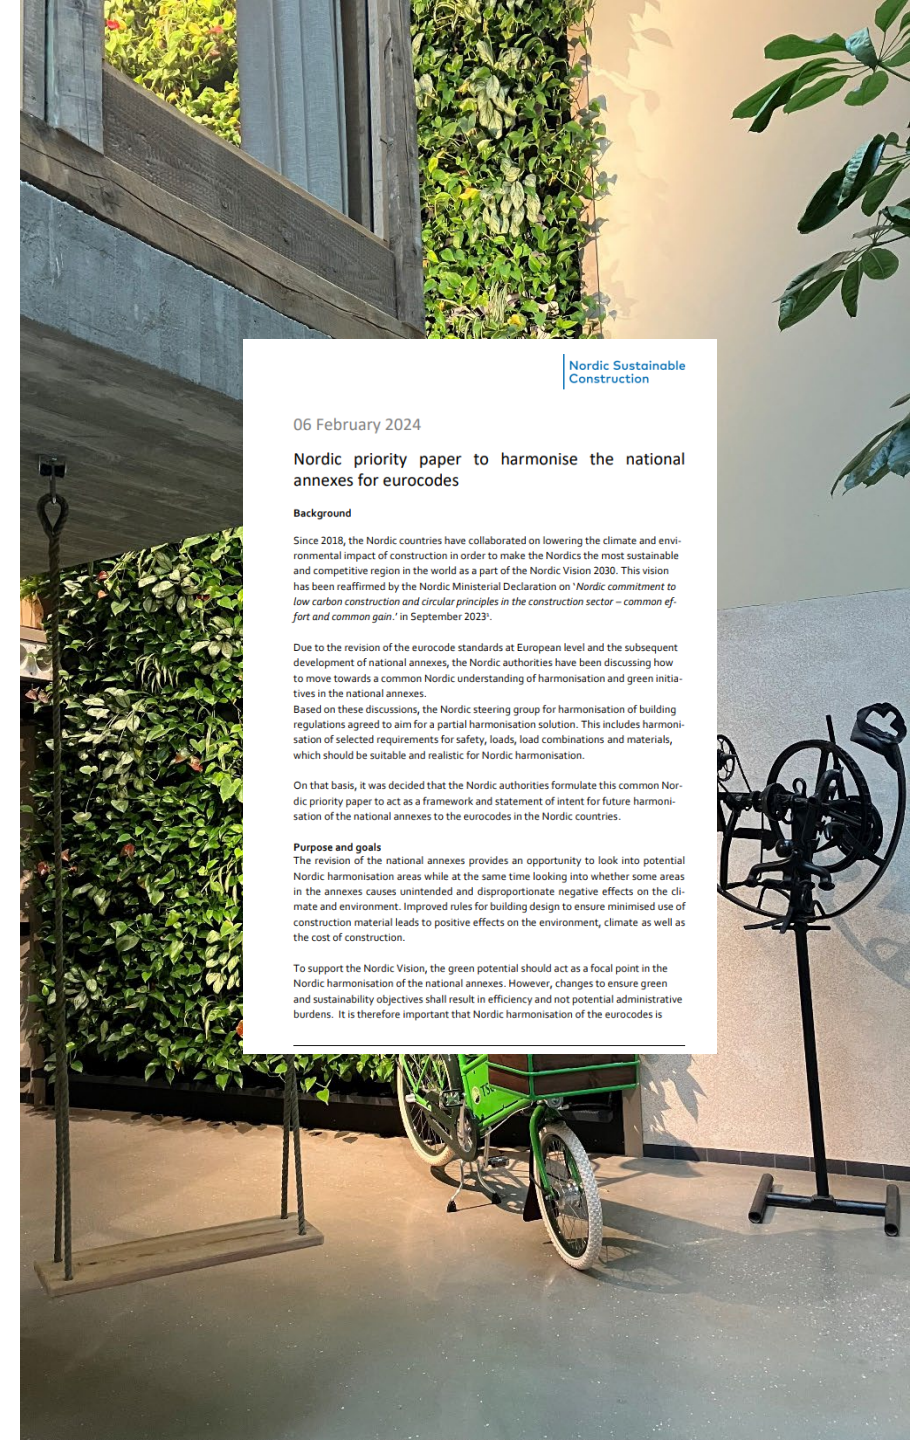 Nordic Sustainable
Construction
06 February 2024
Nordic priority paper to harmonise the national
annexes for eurocodes
Background
Since 2018, the Nordic countries have collaborated on lowering the climate and envi-
ronmental impact of construction in order to make the Nordics the most sustainable
and competitive region in the world as a part of the Nordic Vision 2030. This vision
has been reaffirmed by the Nordic Ministerial Declaration on ‘Nordic commitment to
low carbon construction and circular principles in the construction sector – common ef-
fort and common gain.’ in September 2023¹.
Due to the revision of the eurocode standards at European level and the subsequent
development of national annexes, the Nordic authorities have been discussing how
to move towards a common Nordic understanding of harmonisation and green initia-
tives in the national annexes.
Based on these discussions, the Nordic steering group for harmonisation of building
regulations agreed to aim for a partial harmonisation solution. This includes harmoni-
sation of selected requirements for safety, loads, load combinations and materials,
which should be suitable and realistic for Nordic harmonisation.
On that basis, it was decided that the Nordic authorities formulate this common Nor-
dic priority paper to act as a framework and statement of intent for future harmoni-
sation of the national annexes to the eurocodes in the Nordic countries.
Purpose and goals
The revision of the national annexes provides an opportunity to look into potential
Nordic harmonisation areas while at the same time looking into whether some areas
in the annexes causes unintended and disproportionate negative effects on the cli-
mate and environment. Improved rules for building design to ensure minimised use of
construction material leads to positive effects on the environment, climate as well as
the cost of construction.
To support the Nordic Vision, the green potential should act as a focal point in the
Nordic harmonisation of the national annexes. However, changes to ensure green
and sustainability objectives shall result in efficiency and not potential administrative
burdens. It is therefore important that Nordic harmonisation of the eurocodes is